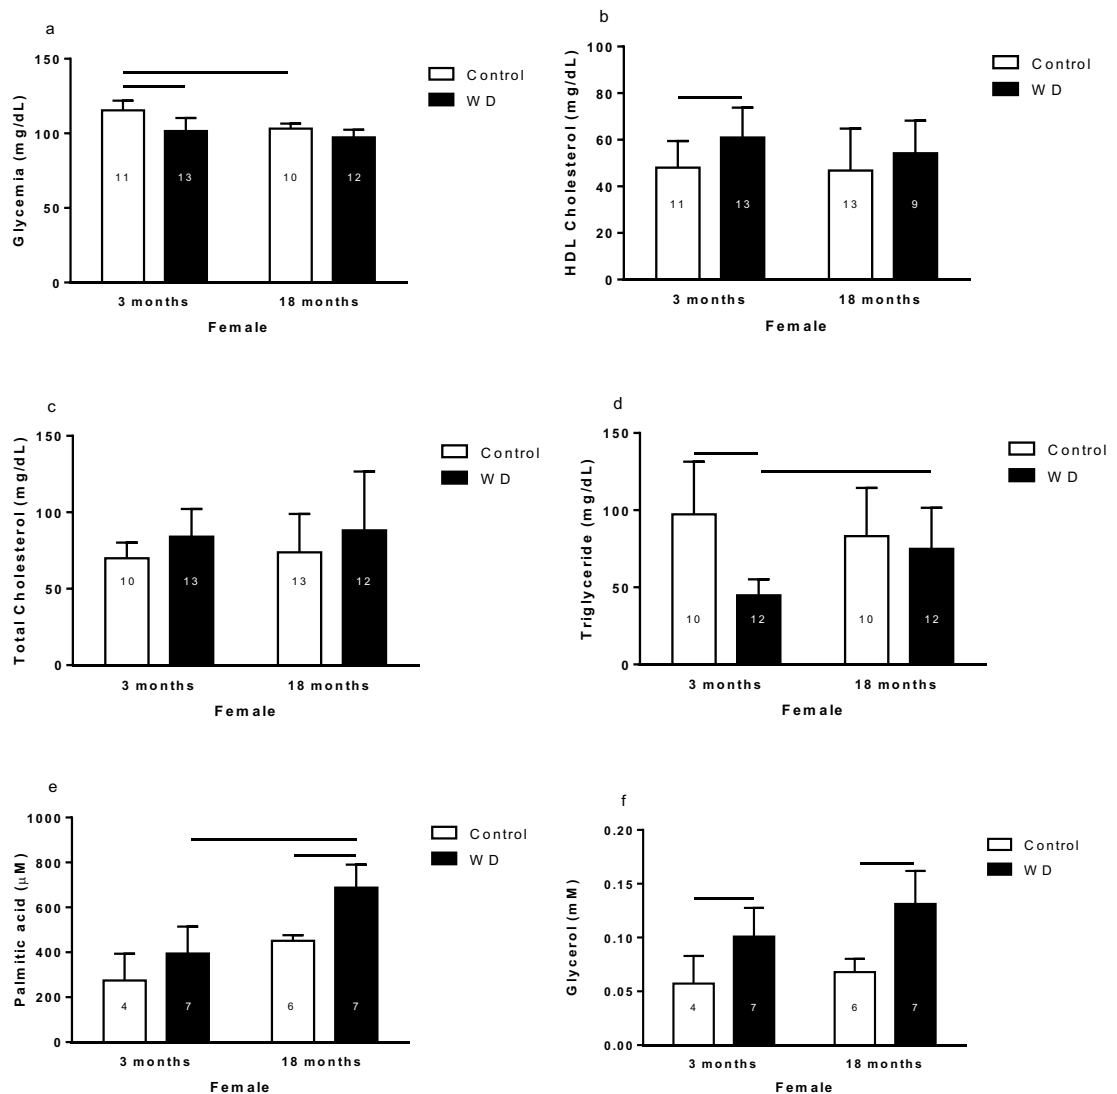 a
Glycemia (mg/dL)
150
100
50
0
11
13
10
12
3 months
18 months
Female
Control
WD
b
HDL Cholesterol (mg/dL)
100
80
60
40
20
0
11
13
13
9
3 months
18 months
Female
Control
WD
c
Total Cholesterol (mg/dL)
150
100
50
0
10
13
13
12
3 months
18 months
Female
Control
WD
d
Triglyceride (mg/dL)
150
100
50
0
10
12
10
12
3 months
18 months
Female
Control
WD
e
Palmitic acid (μM)
1000
800
600
400
200
0
4
7
6
7
3 months
18 months
Female
Control
WD
f
Glycerol (mM)
0.20
0.15
0.10
0.05
0.00
4
7
6
7
3 months
18 months
Female
Control
WD